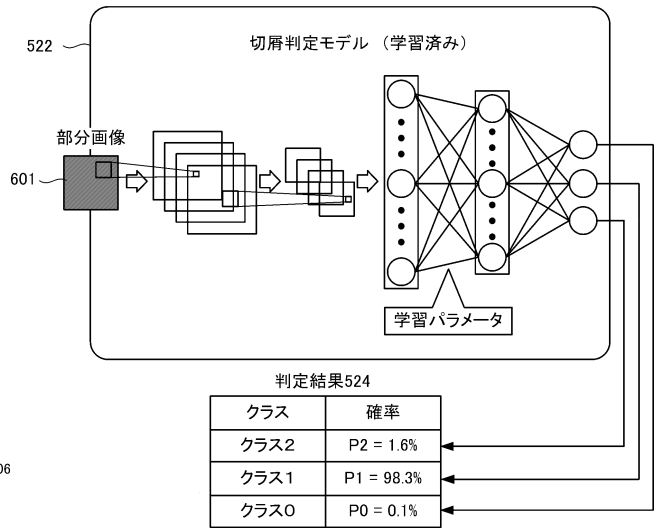 522
切屑判定モデル （学習済み）
部分画像
601
学習パラメータ
判定結果524
クラス 確率
クラス2 P2 = 1.6%
クラス1 P1 = 98.3%
クラス0 P0 = 0.1%
06